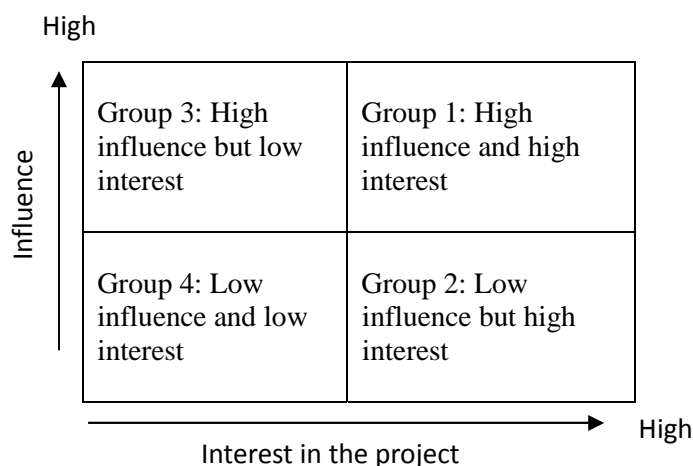 High
Influence
Group 3: High
influence but low
interest
Group 1: High
influence and high
interest
Group 4: Low
influence and low
interest
Group 2: Low
influence but high
interest
High
Interest in the project